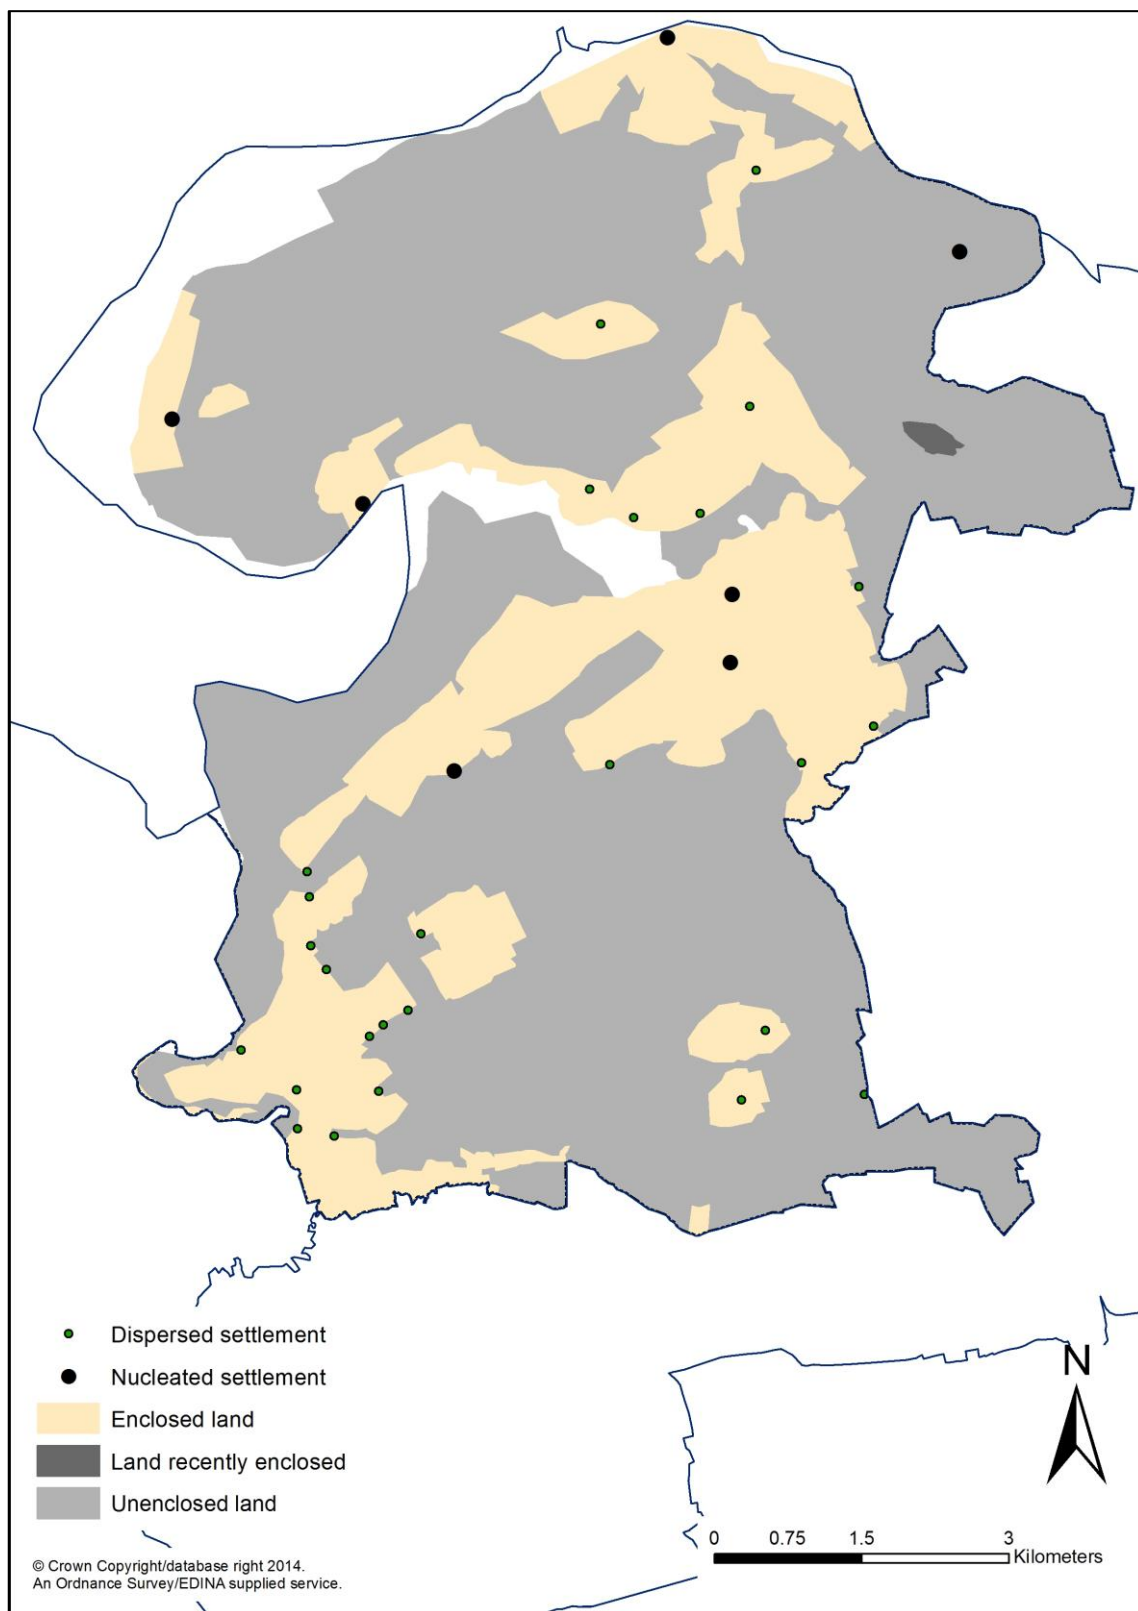 Dispersed settlement
Nucleated settlement
Enclosed land
Land recently enclosed
Unenclosed land
© Crown Copyright/database right 2014.
An Ordnance Survey/EDINA supplied service.
N
0 0.75 1.5 3
Kilometers